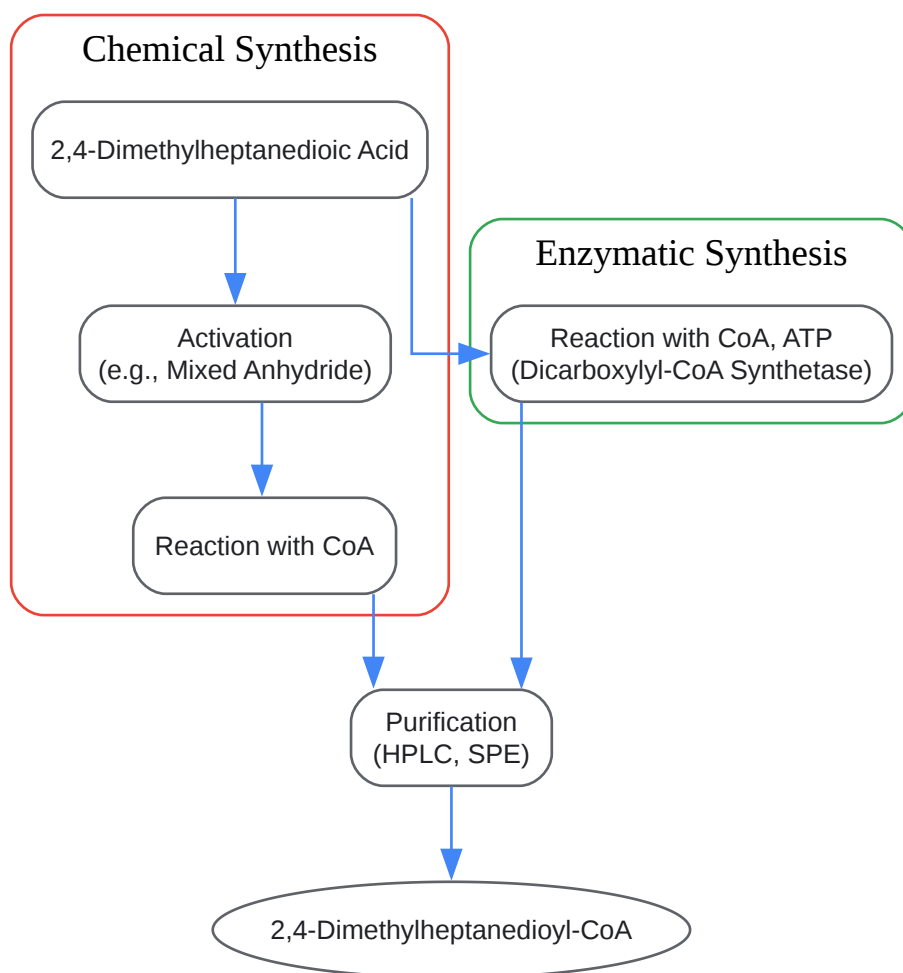 Chemical Synthesis
2,4-Dimethylheptanedioic Acid
Enzymatic Synthesis
Activation
(e.g., Mixed Anhydride)
Reaction with CoA, ATP
(Dicarboxylyl-CoA Synthetase)
Reaction with CoA
Purification
(HPLC, SPE)
2,4-Dimethylheptanedioyl-CoA